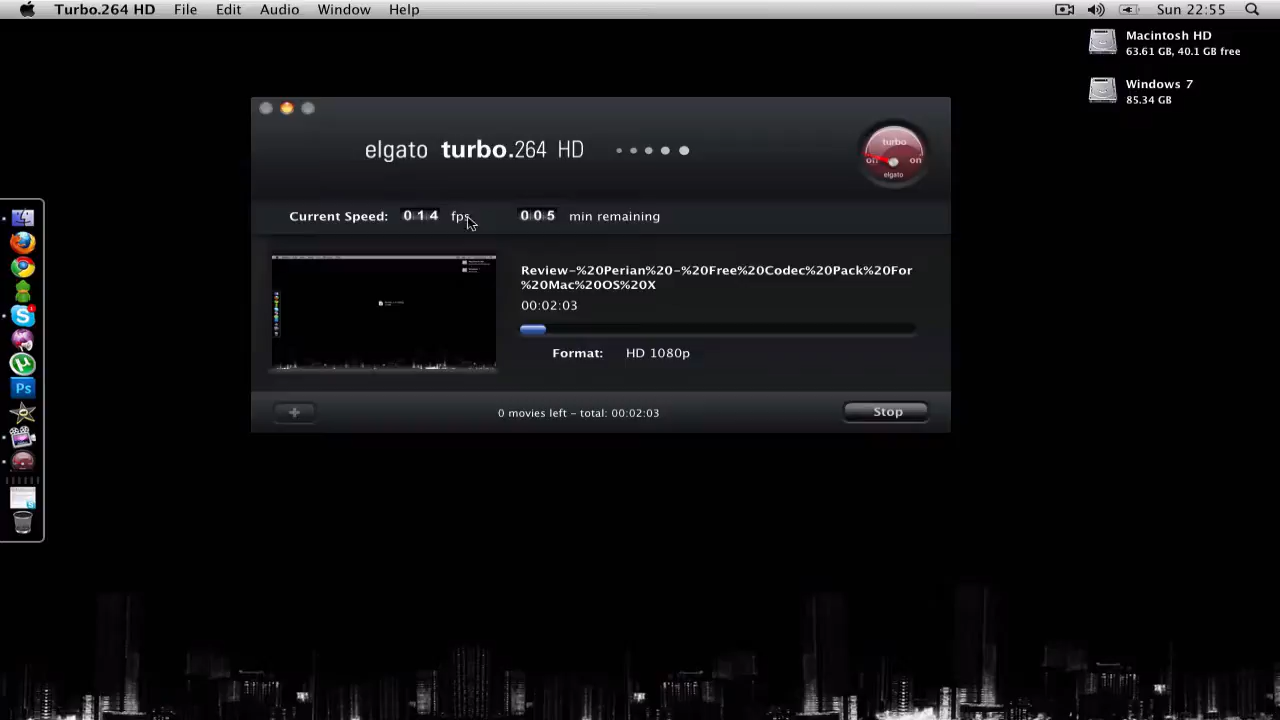 Turbo.264 HD File Edit Audio Window Help Sun 22:55
Macintosh HD
63.61 GB, 40.1 GB free
Windows 7
85.34 GB
elgato turbo.264 HD
turbo
off on
elgato
Current Speed: 014 fps 005 min remaining
Review-%20Perian%20-%20Free%20Codec%20Pack%20For
%20Mac%20OS%20X
00:02:03
Format: HD 1080p
0 movies left - total: 00:02:03
Stop
Ps